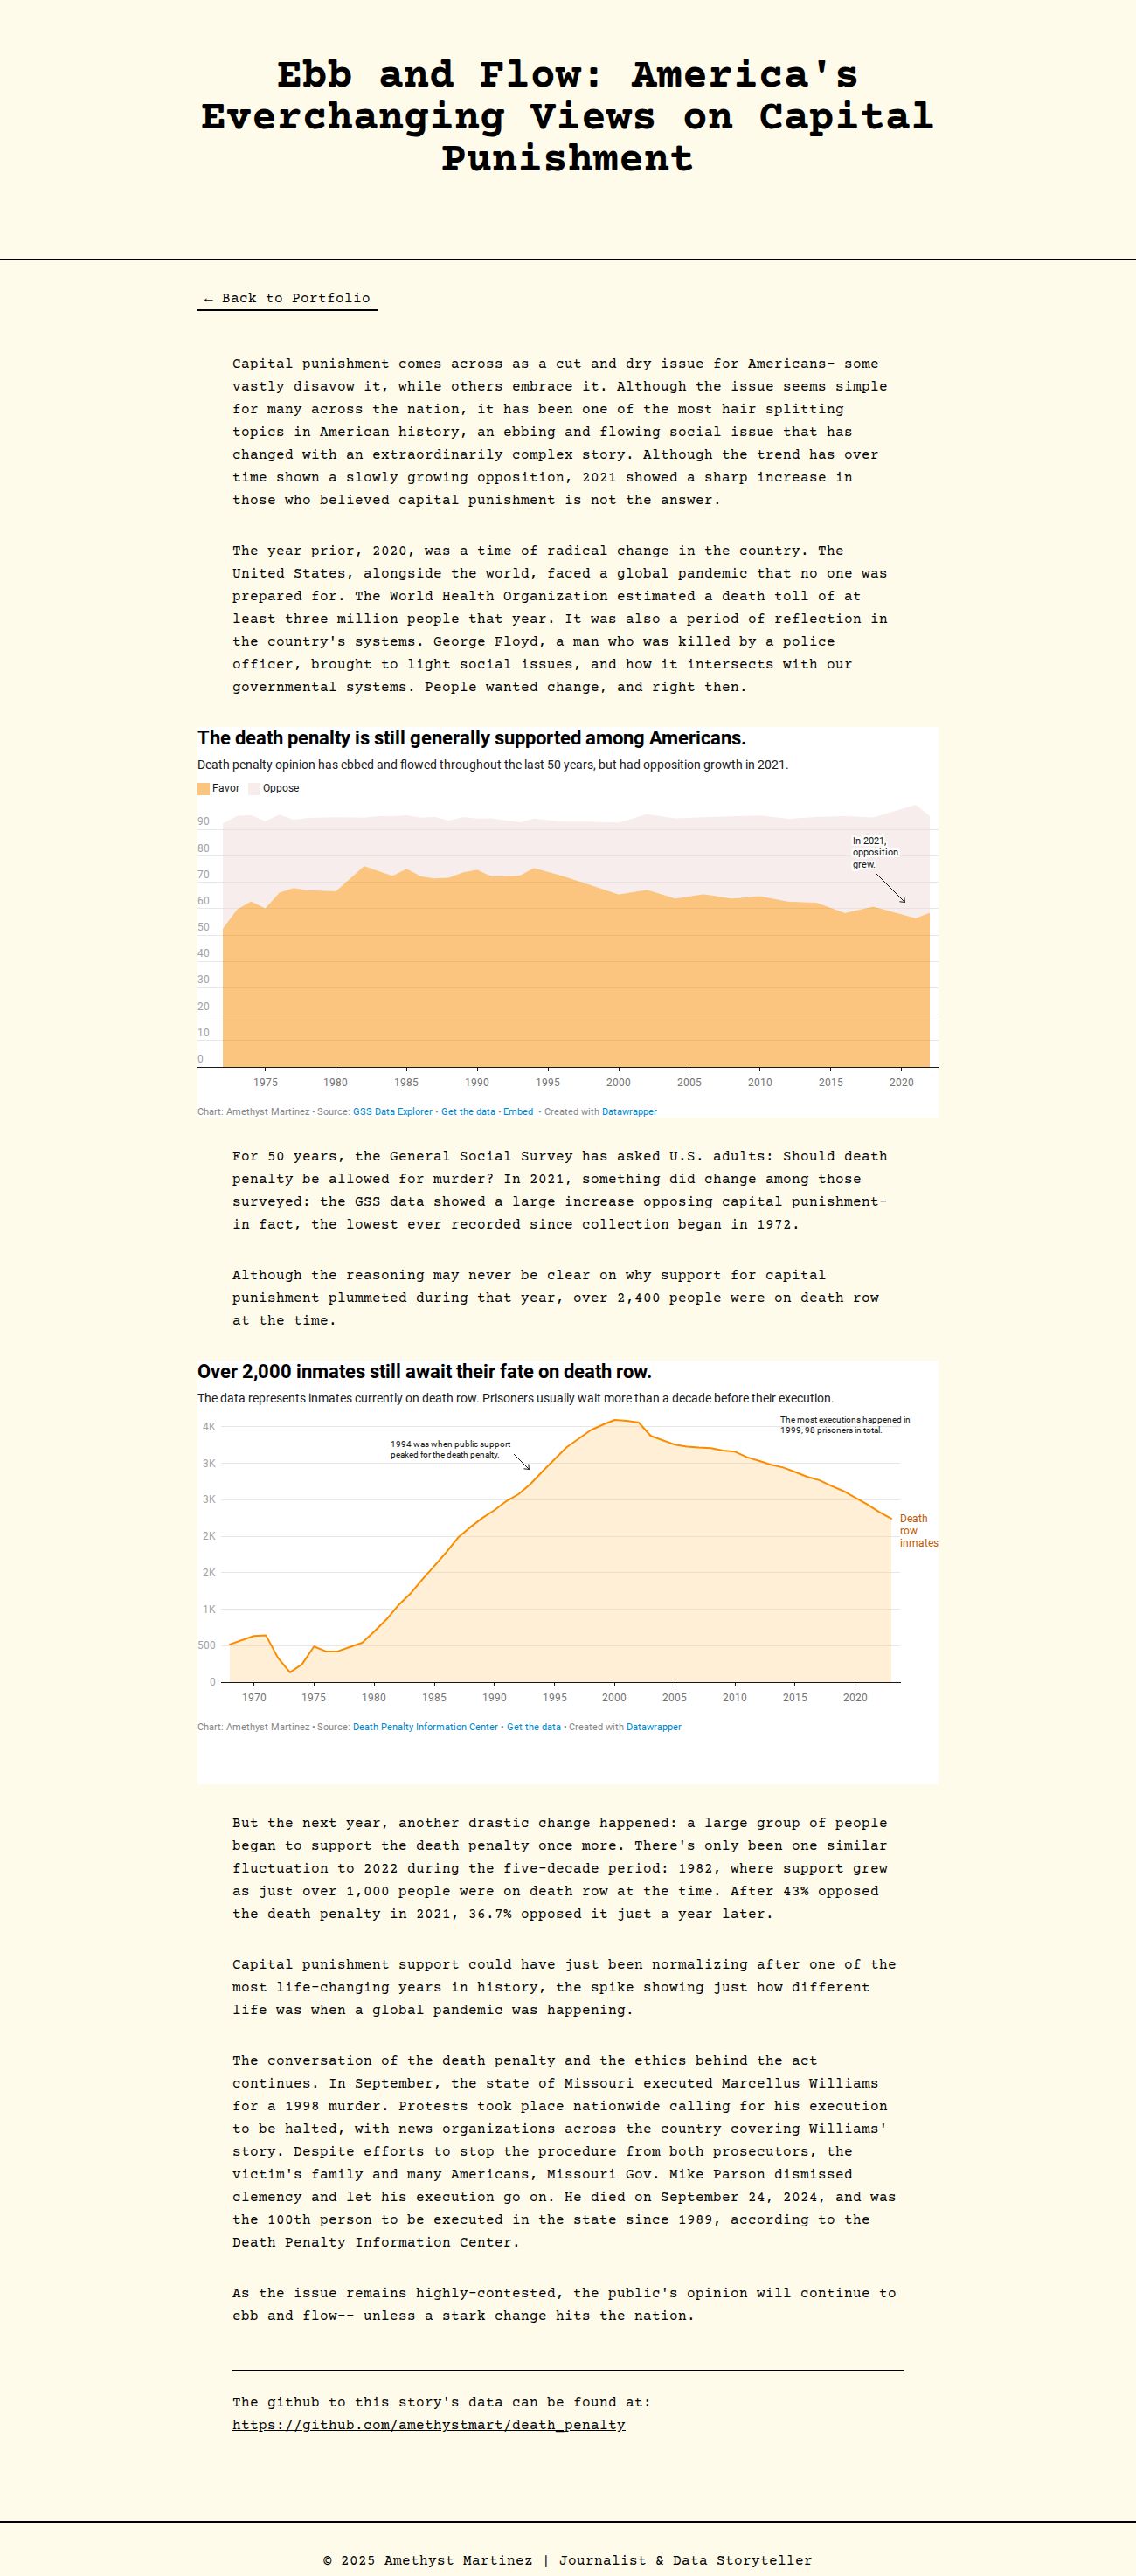 Ebb and Flow: America's
Everchanging Views on Capital
Punishment
← Back to Portfolio
Capital punishment comes across as a cut and dry issue for Americans- some
vastly disavow it, while others embrace it. Although the issue seems simple
for many across the nation, it has been one of the most hair splitting
topics in American history, an ebbing and flowing social issue that has
changed with an extraordinarily complex story. Although the trend has over
time shown a slowly growing opposition, 2021 showed a sharp increase in
those who believed capital punishment is not the answer.
The year prior, 2020, was a time of radical change in the country. The
United States, alongside the world, faced a global pandemic that no one was
prepared for. The World Health Organization estimated a death toll of at
least three million people that year. It was also a period of reflection in
the country's systems. George Floyd, a man who was killed by a police
officer, brought to light social issues, and how it intersects with our
governmental systems. People wanted change, and right then.
The death penalty is still generally supported among Americans.
Death penalty opinion has ebbed and flowed throughout the last 50 years, but had opposition growth in 2021.
Favor Oppose
90
80
70
60
50
40
30
20
10
0
In 2021,
opposition
grew.
1975 1980 1985 1990 1995 2000 2005 2010 2015 2020
Chart: Amethyst Martinez • Source: GSS Data Explorer • Get the data • Embed • Created with Datawrapper
For 50 years, the General Social Survey has asked U.S. adults: Should death
penalty be allowed for murder? In 2021, something did change among those
surveyed: the GSS data showed a large increase opposing capital punishment-
in fact, the lowest ever recorded since collection began in 1972.
Although the reasoning may never be clear on why support for capital
punishment plummeted during that year, over 2,400 people were on death row
at the time.
Over 2,000 inmates still await their fate on death row.
The data represents inmates currently on death row. Prisoners usually wait more than a decade before their execution.
The most executions happened in
1999, 98 prisoners in total.
1994 was when public support
peaked for the death penalty.
4K
3K
3K
2K
2K
1K
500
0
Death
row
inmates
1970 1975 1980 1985 1990 1995 2000 2005 2010 2015 2020
Chart: Amethyst Martinez • Source: Death Penalty Information Center • Get the data • Created with Datawrapper
But the next year, another drastic change happened: a large group of people
began to support the death penalty once more. There's only been one similar
fluctuation to 2022 during the five-decade period: 1982, where support grew
as just over 1,000 people were on death row at the time. After 43% opposed
the death penalty in 2021, 36.7% opposed it just a year later.
Capital punishment support could have just been normalizing after one of the
most life-changing years in history, the spike showing just how different
life was when a global pandemic was happening.
The conversation of the death penalty and the ethics behind the act
continues. In September, the state of Missouri executed Marcellus Williams
for a 1998 murder. Protests took place nationwide calling for his execution
to be halted, with news organizations across the country covering Williams'
story. Despite efforts to stop the procedure from both prosecutors, the
victim's family and many Americans, Missouri Gov. Mike Parson dismissed
clemency and let his execution go on. He died on September 24, 2024, and was
the 100th person to be executed in the state since 1989, according to the
Death Penalty Information Center.
As the issue remains highly-contested, the public's opinion will continue to
ebb and flow-- unless a stark change hits the nation.
The github to this story's data can be found at:
https://github.com/amethystmart/death_penalty
© 2025 Amethyst Martinez | Journalist & Data Storyteller